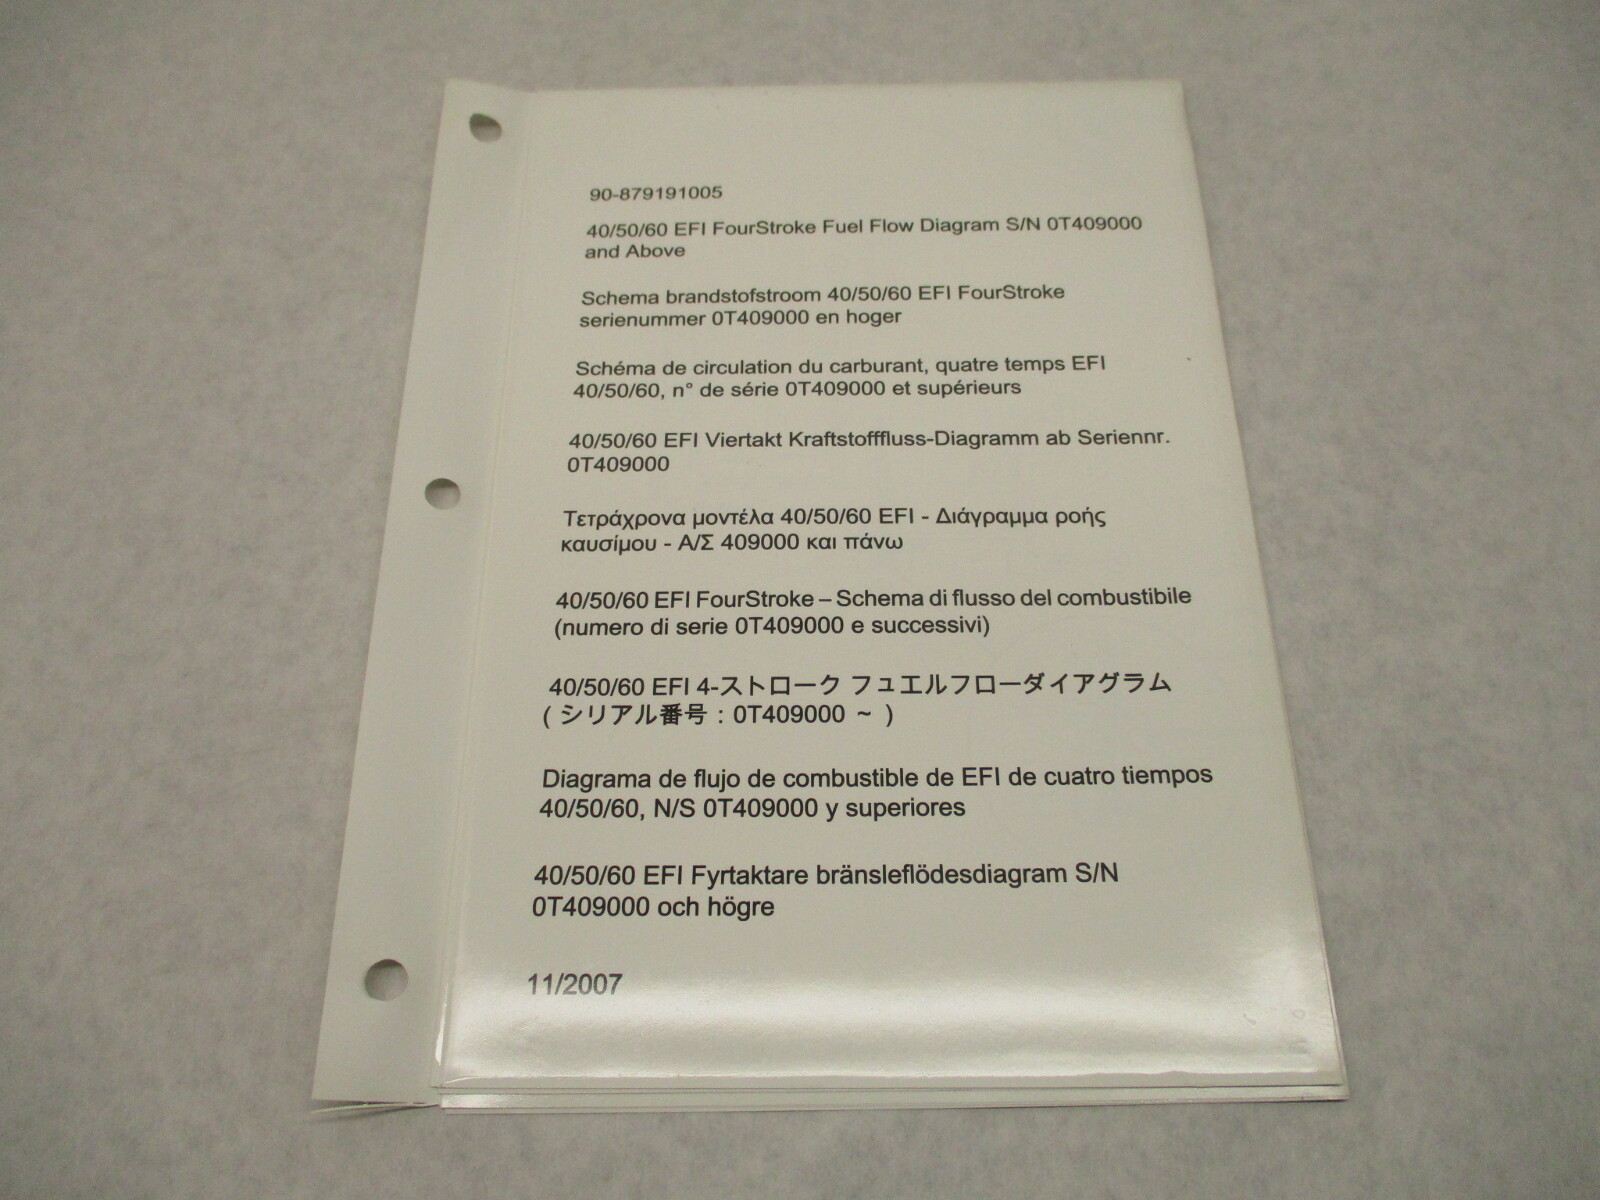 90-879191005
40/50/60 EFI FourStroke Fuel Flow Diagram S/N 0T409000
and Above
Schema brandstofstroom 40/50/60 EFI FourStroke
serienummer 0T409000 en hoger
Schéma de circulation du carburant, quatre temps EFI
40/50/60, n° de série 0T409000 et supérieurs
40/50/60 EFI Viertakt Kraftstofffluss-Diagramm ab Seriennr.
0T409000
Τετράχρονα μοντέλα 40/50/60 EFI - Διάγραμμα ροής
καυσίμου - Α/Σ 409000 και πάνω
40/50/60 EFI FourStroke – Schema di flusso del combustibile
(numero di serie 0T409000 e successivi)
40/50/60 EFI 4-ストローク フュエルフローダイアグラム
( シリアル番号 : 0T409000 ~ )
Diagrama de flujo de combustible de EFI de cuatro tiempos
40/50/60, N/S 0T409000 y superiores
40/50/60 EFI Fyrtaktare bränsleflödesdiagram S/N
0T409000 och högre
11/2007